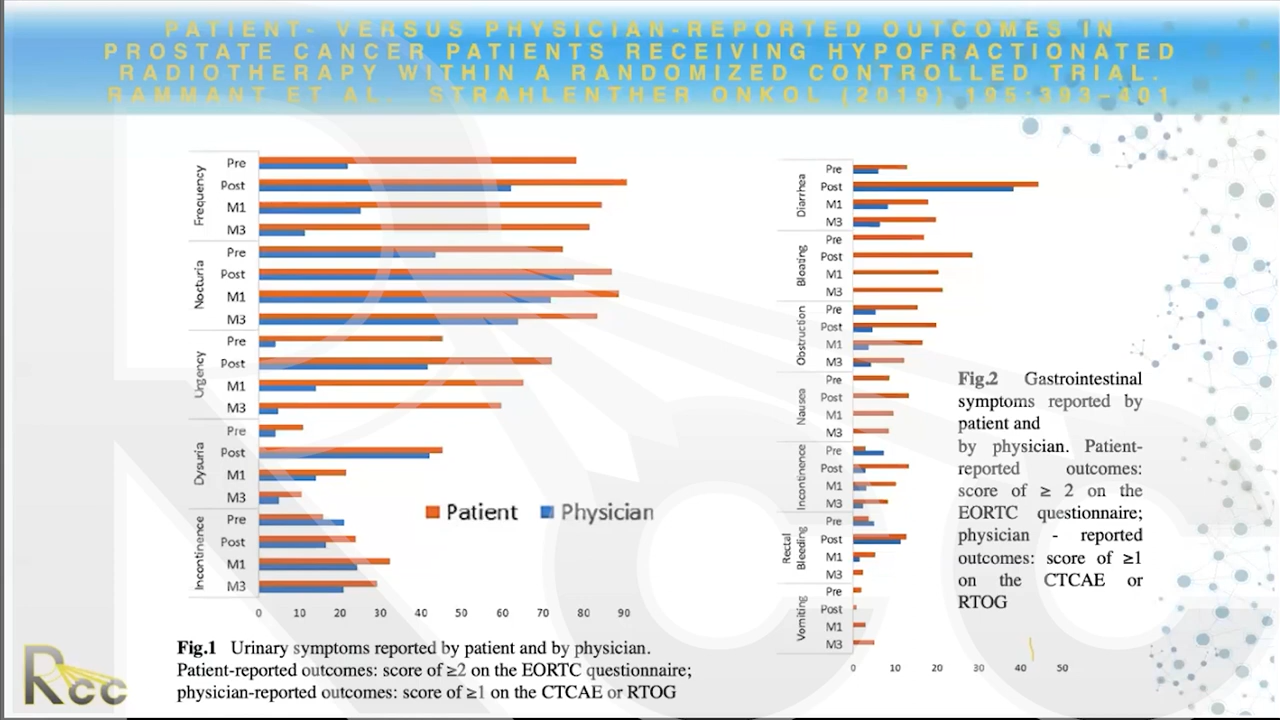 PATIENT- VERSUS PHYSICIAN-REPORTED OUTCOMES IN
PROSTATE CANCER PATIENTS RECEIVING HYPOFRACTIONATED
RADIOTHERAPY WITHIN A RANDOMIZED CONTROLLED TRIAL.
RAMMANT ET AL. STRAHLENTHER ONKOL (2019) 195:393–401
Frequency
Pre
Post
M1
M3
Nocturia
Pre
Post
M1
M3
Urgency
Pre
Post
M1
M3
Dysuria
Pre
Post
M1
M3
Incontinence
Pre
Post
M1
M3
0 10 20 30 40 50 60 70 80 90
Patient Physician
Fig.1 Urinary symptoms reported by patient and by physician.
Patient-reported outcomes: score of ≥2 on the EORTC questionnaire;
physician-reported outcomes: score of ≥1 on the CTCAE or RTOG
Diarrhea
Pre
Post
M1
M3
Bloating
Pre
Post
M1
M3
Obstruction
Pre
Post
M1
M3
Nausea
Pre
Post
M1
M3
Incontinence
Pre
Post
M1
M3
Rectal
Bleeding
Pre
Post
M1
M3
Vomiting
Pre
Post
M1
M3
0 10 20 30 40 50
Fig.2 Gastrointestinal
symptoms reported by
patient and
by physician. Patient-
reported outcomes:
score of ≥ 2 on the
EORTC questionnaire;
physician - reported
outcomes: score of ≥1
on the CTCAE or
RTOG
Rcc